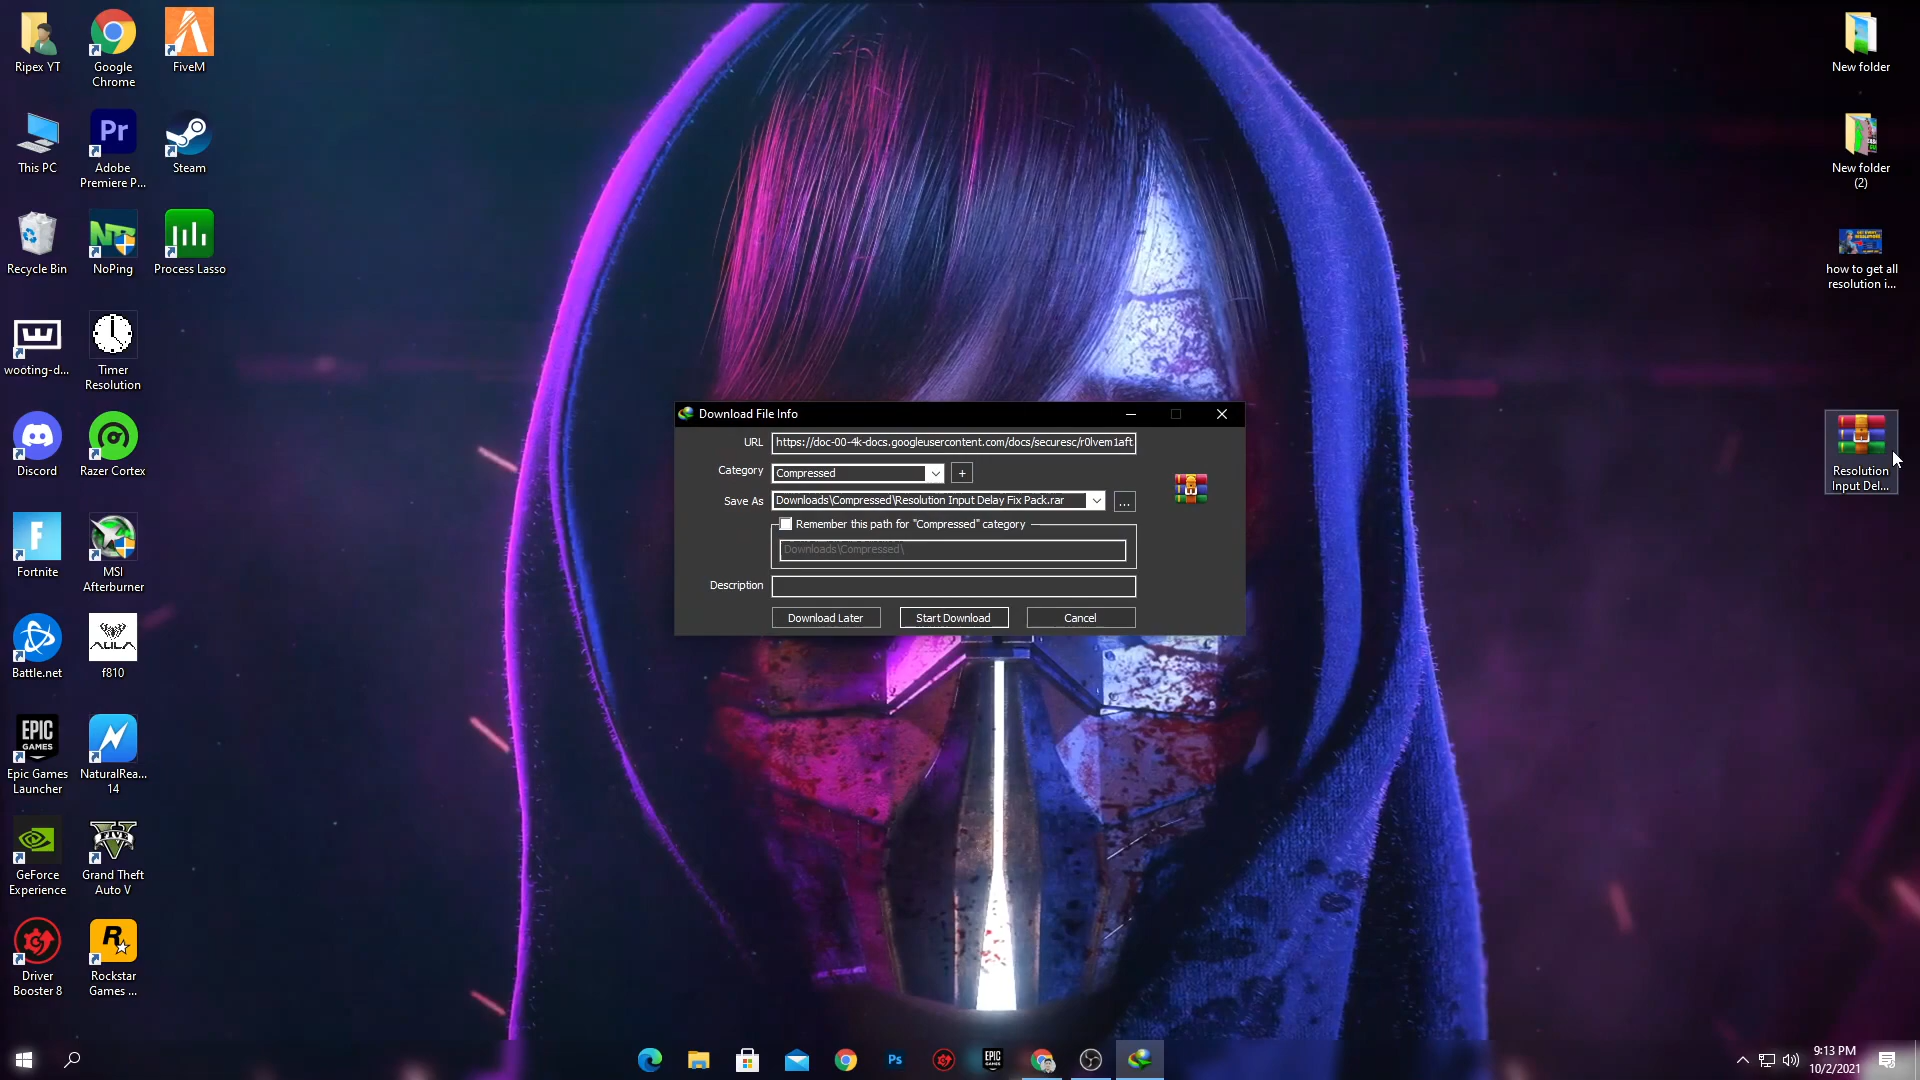 Ripex YT
Google
Chrome
FiveM
This PC
Pr
Adobe
Premiere P...
Steam
Recycle Bin
NoPing
Process Lasso
wooting-d...
Timer
Resolution
Discord
Razer Cortex
Fortnite
MSI
Afterburner
Battle.net
AULA
f810
EPIC
GAMES
Epic Games
Launcher
NaturalRea...
14
GeForce
Experience
FIVE
Grand Theft
Auto V
Driver
Booster 8
R
Rockstar
Games ...
New folder
New folder
(2)
how to get all
resolution i...
Resolution
Input Del...
Download File Info
URL
https://doc-00-4k-docs.googleusercontent.com/docs/securesc/r0lvem1aft
Category
Compressed
+
Save As
Downloads\Compressed\Resolution Input Delay Fix Pack.rar
...
Remember this path for "Compressed" category
Downloads\Compressed\
Description
Download Later
Start Download
Cancel
Ps
EPIC
9:13 PM
10/2/2021